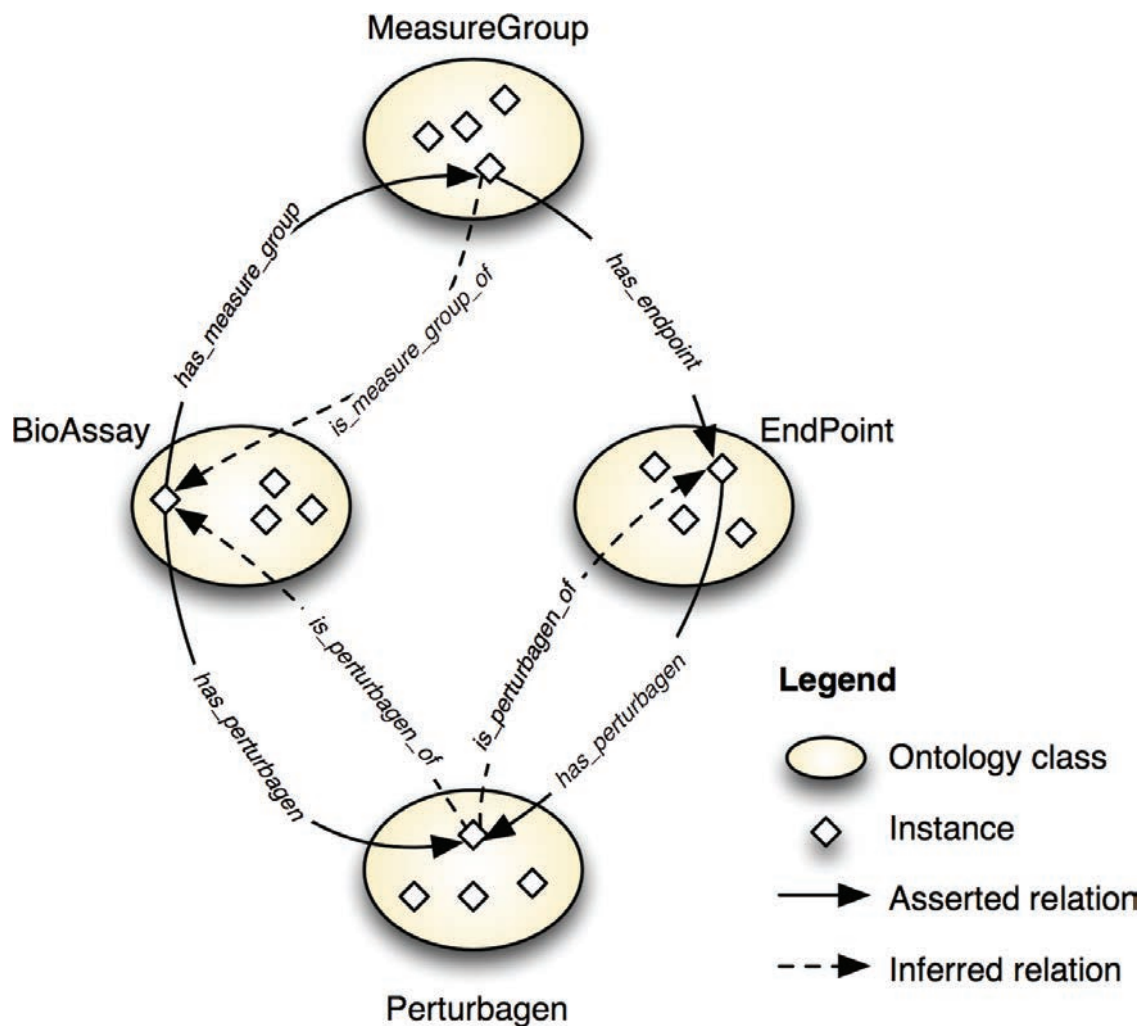 MeasureGroup
has_measure_group
is_measure_group_of
has_endpoint
BioAssay
EndPoint
has_perturbagen
is_perturbagen_of
is_perturbagen_of
has_perturbagen
Perturbagen
Legend
Ontology class
Instance
Asserted relation
Inferred relation